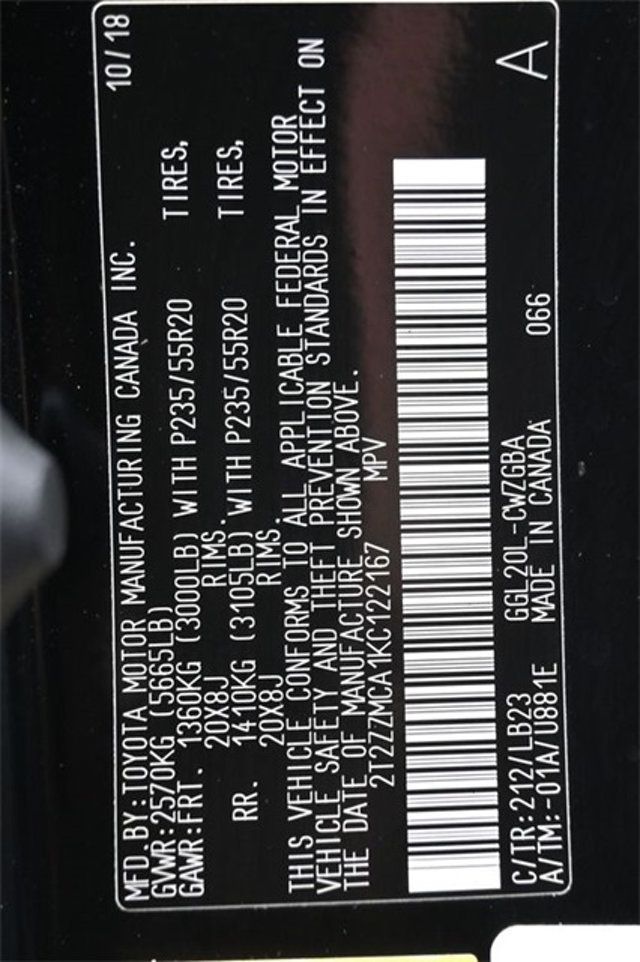 MFD.BY:TOYOTA MOTOR MANUFACTURING CANADA INC. 10/18
GVWR:2570KG (5665LB)
GAWR:FRT. 1360KG (3000LB) WITH P235/55R20 TIRES,
20X8J RIMS.
RR. 1410KG (3105LB) WITH P235/55R20 TIRES,
20X8J RIMS.
THIS VEHICLE CONFORMS TO ALL APPLICABLE FEDERAL MOTOR
VEHICLE SAFETY AND THEFT PREVENTION STANDARDS IN EFFECT ON
THE DATE OF MANUFACTURE SHOWN ABOVE.
2T2ZZMCA1KC122167 MPV
C/TR:212/LB23 GGL20L-CWZGBA A
A/TM:-01A/U881E MADE IN CANADA 066